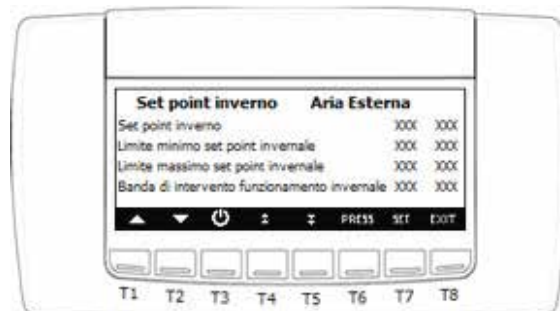 Set point inverno Aria Esterna
Set point inverno XXX XXX
Limite minimo set point invernale XXX XXX
Limite massimo set point invernale XXX XXX
Banda di intervento funzionamento invernale XXX XXX
PRESS SET EXIT
T1 T2 T3 T4 T5 T6 T7 T8